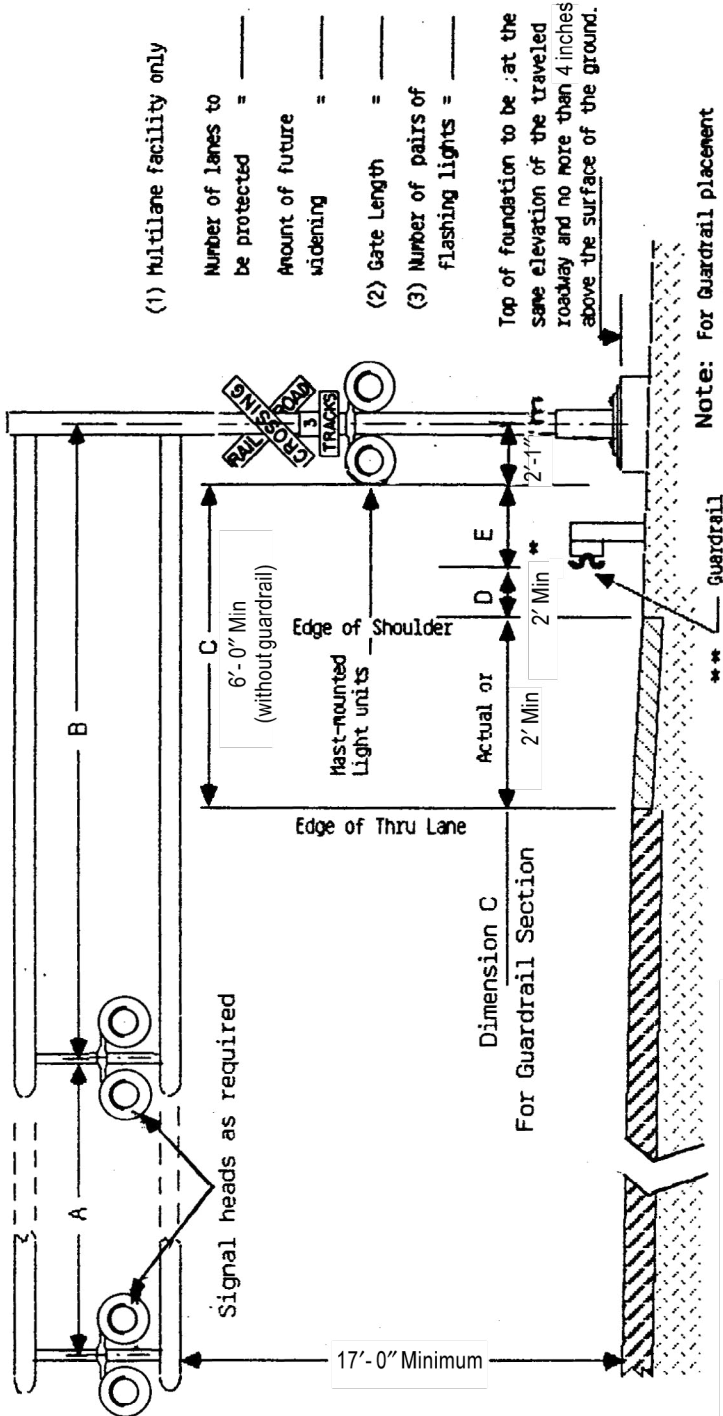 (1) Multilane facility only
Number of lanes to
be protected =
Amount of future
widening =
(2) Gate Length =
(3) Number of pairs of
flashing lights =
Top of foundation to be ;at the
same elevation of the traveled
roadway and no more than 4 inches
above the surface of the ground.
RAIL ROAD
CROSSING
3
TRACKS
B
A
C
6′- 0″ Min
(without guardrail)
Signal heads as required
Mast-mounted
Light units
Edge of Shoulder
Edge of Thru Lane
2′-1″
E
D
2′ Min **
Actual or
2′ Min
Dimension C
For Guardrail Section
17′- 0″ Minimum
** Guardrail
Note: For Guardrail placement